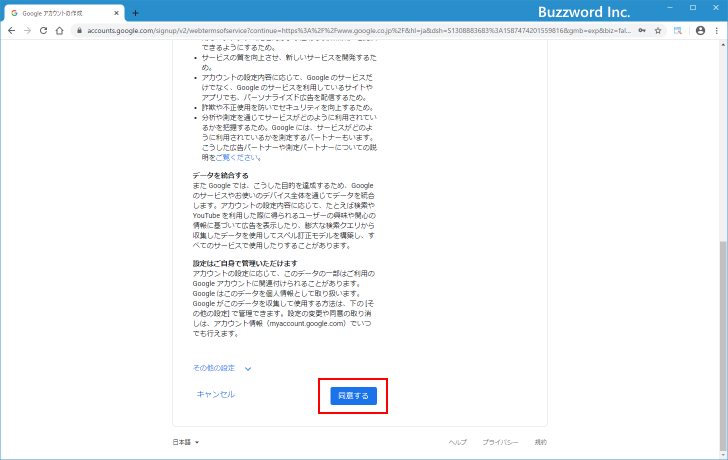 Google アカウントの作成
Buzzword Inc.
accounts.google.com/signup/v2/webtermsofservice?continue=https%3A%2F%2Fwww.google.co.jp%2F&hl=ja&dsh=S1308883683%3A1587474201559816&gmb=exp&biz=fal...
できるようにするため。
• サービスの質を向上させ、新しいサービスを開発するた
め。
• アカウントの設定内容に応じて、Google のサービスだ
けでなく、Google のサービスを利用しているサイトや
アプリでも、パーソナライズド広告を配信するため。
• 詐欺や不正使用を防いでセキュリティを向上するため。
• 分析や測定を通じてサービスがどのように利用されてい
るかを把握するため。Google には、サービスがどのよ
うに利用されているかを測定するパートナーもいます。
こうした広告パートナーや測定パートナーについての説
明をご覧ください。
データを統合する
また Google では、こうした目的を達成するため、Google
のサービスやお使いのデバイス全体を通じてデータを統合
します。アカウントの設定内容に応じて、たとえば検索や
YouTube を利用した際に得られるユーザーの興味や関心の
情報に基づいて広告を表示したり、膨大な検索クエリから
収集したデータを使用してスペル訂正モデルを構築し、す
べてのサービスで使用したりすることがあります。
設定はご自身で管理いただけます
アカウントの設定に応じて、このデータの一部はご利用の
Google アカウントに関連付けられることがあります。
Google はこのデータを個人情報として取り扱います。
Google がこのデータを収集して使用する方法は、下の [そ
の他の設定] で管理できます。設定の変更や同意の取り消
しは、アカウント情報（myaccount.google.com）でいつ
でも行えます。
その他の設定
キャンセル
同意する
日本語
ヘルプ
プライバシー
規約